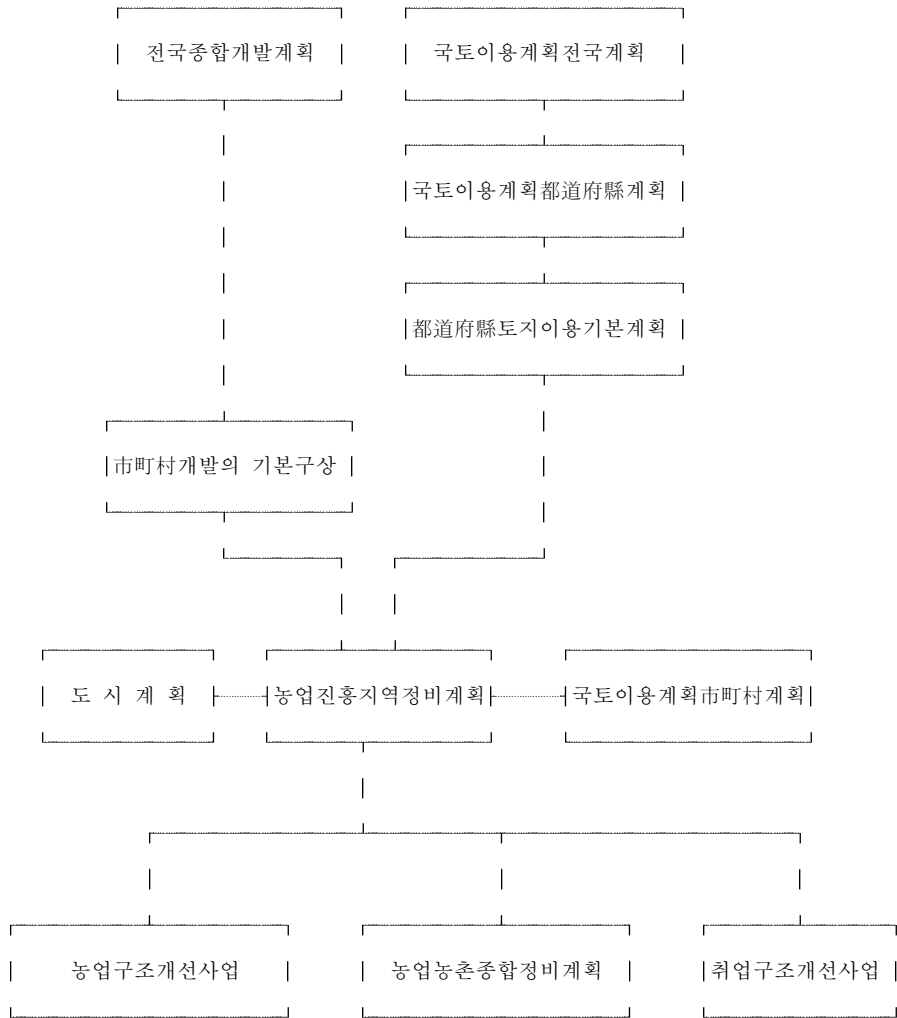 전국종합개발계획
국토이용계획전국계획
국토이용계획都道府縣계획
都道府縣토지이용기본계획
市町村개발의 기본구상
도 시 계 획
농업진흥지역정비계획
국토이용계획市町村계획
농업구조개선사업
농업농촌종합정비계획
취업구조개선사업